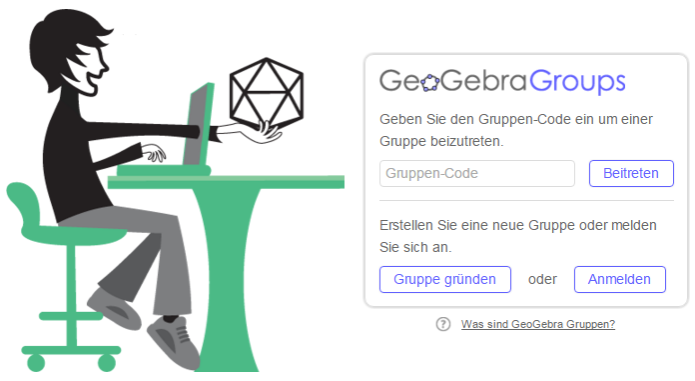 GeoGebraGroups
Geben Sie den Gruppen-Code ein um einer
Gruppe beizutreten.
Gruppen-Code
Beitreten
Erstellen Sie eine neue Gruppe oder melden
Sie sich an.
Gruppe gründen oder Anmelden
? Was sind GeoGebra Gruppen?